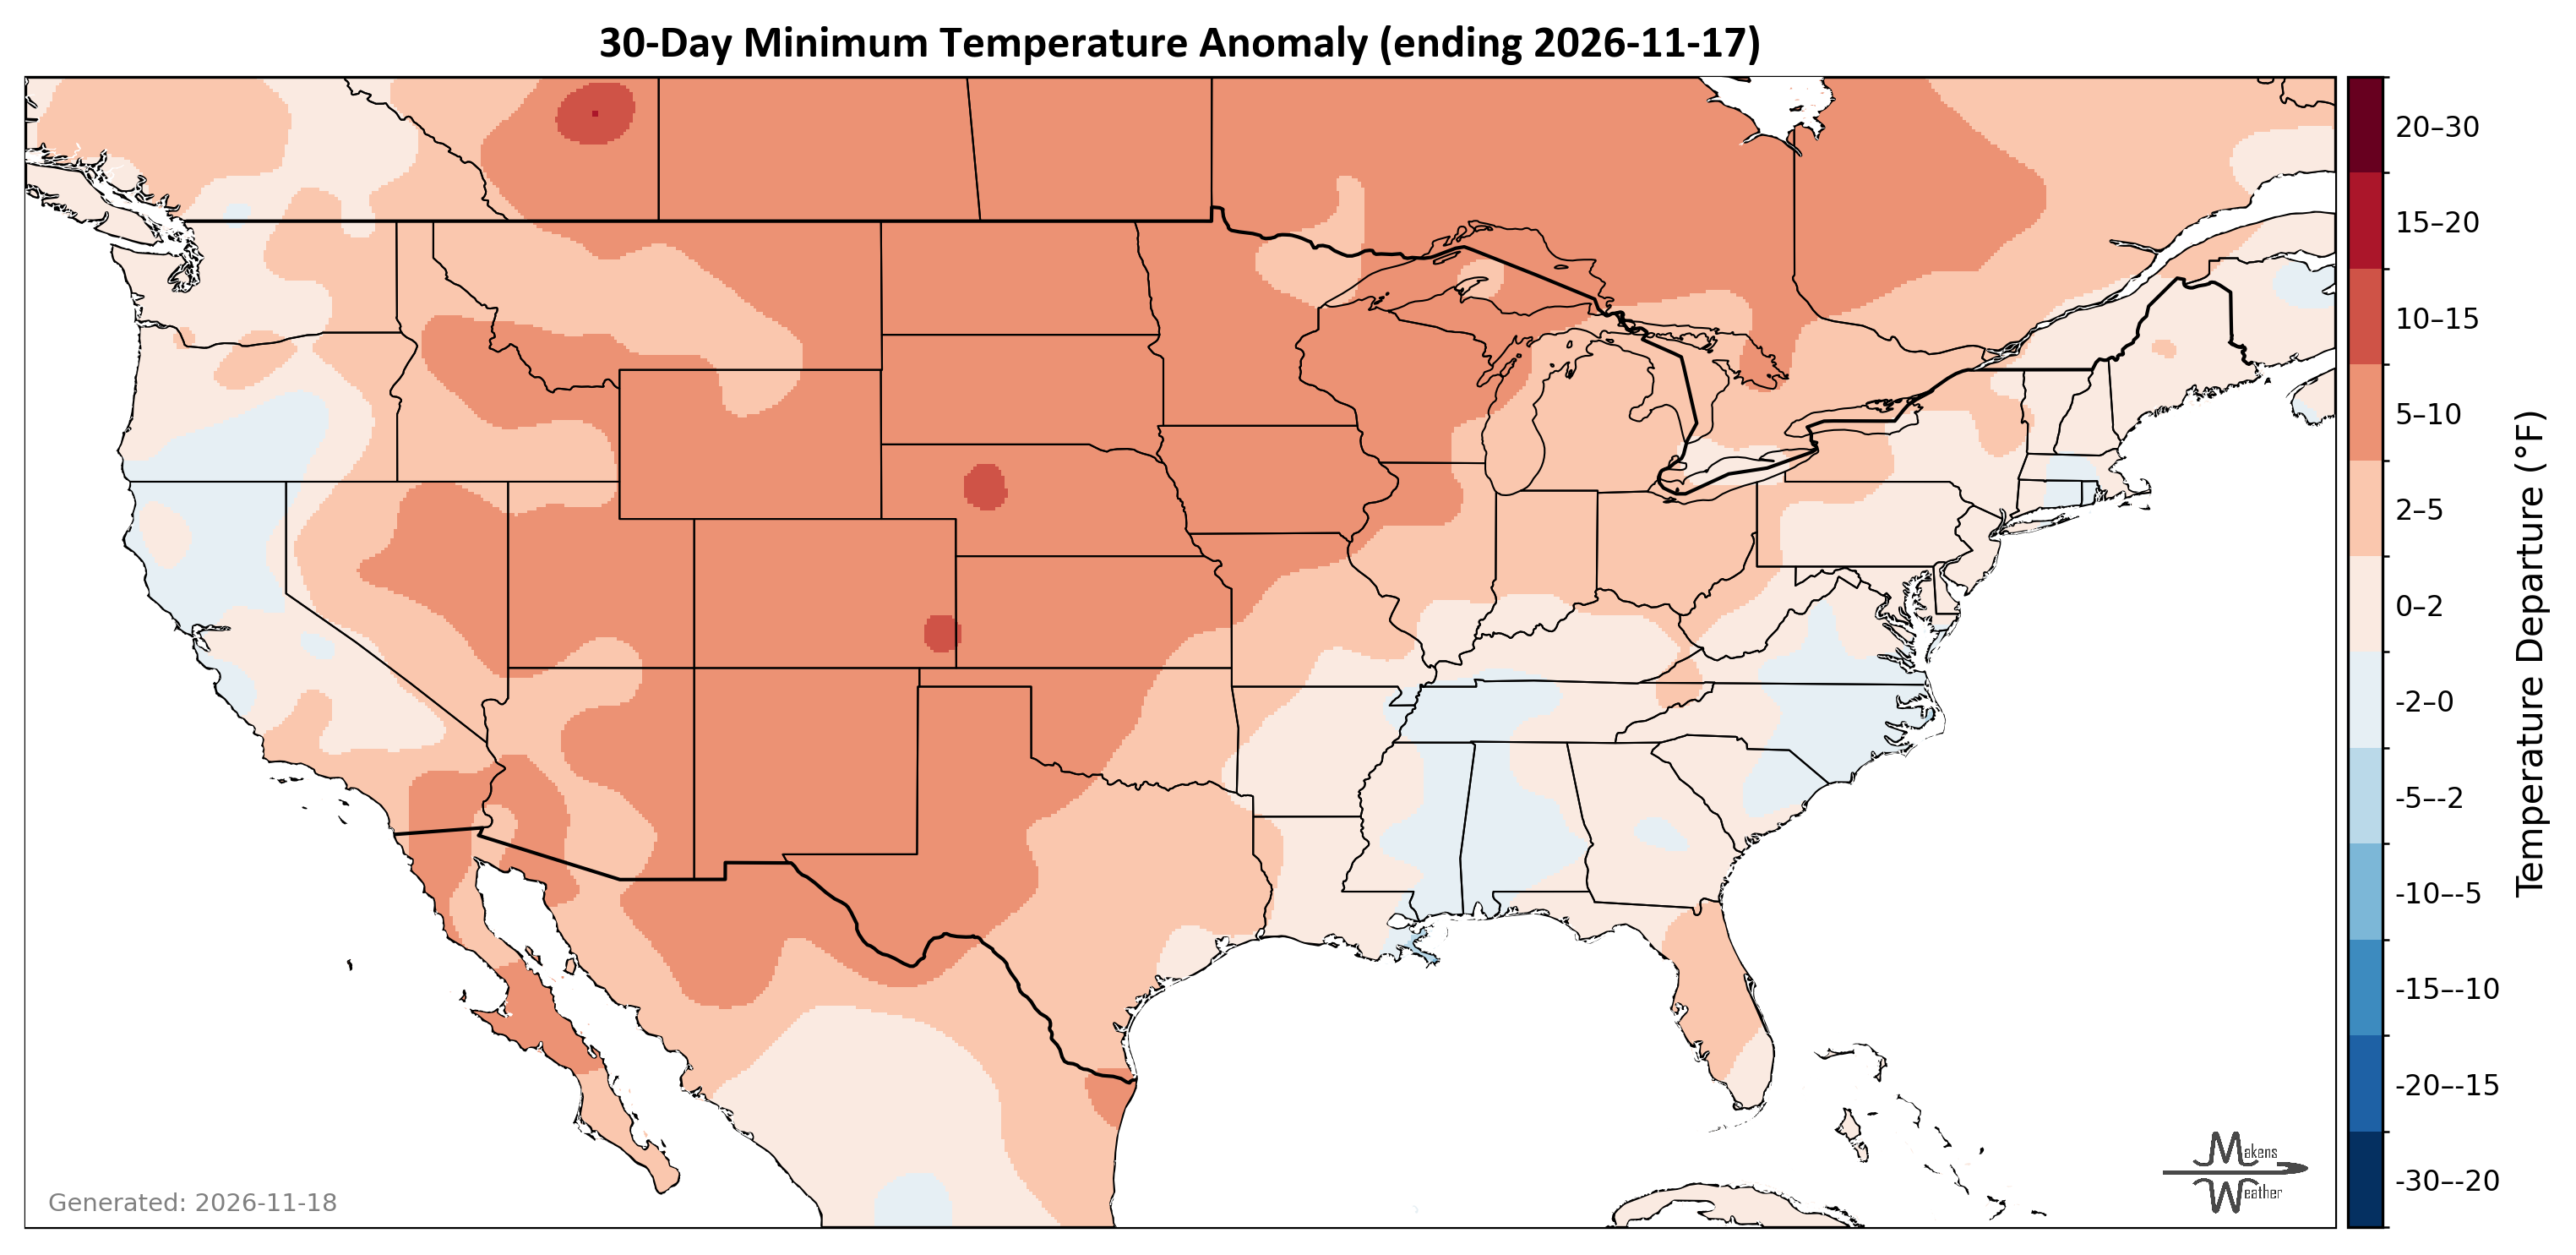 30-Day Minimum Temperature Anomaly (ending 2026-11-17)
20–30
15–20
10–15
5–10
2–5
0–2
-2–0
-5–-2
-10–-5
-15–-10
-20–-15
-30–-20
Temperature Departure (°F)
Makens
Weather
Generated: 2026-11-18